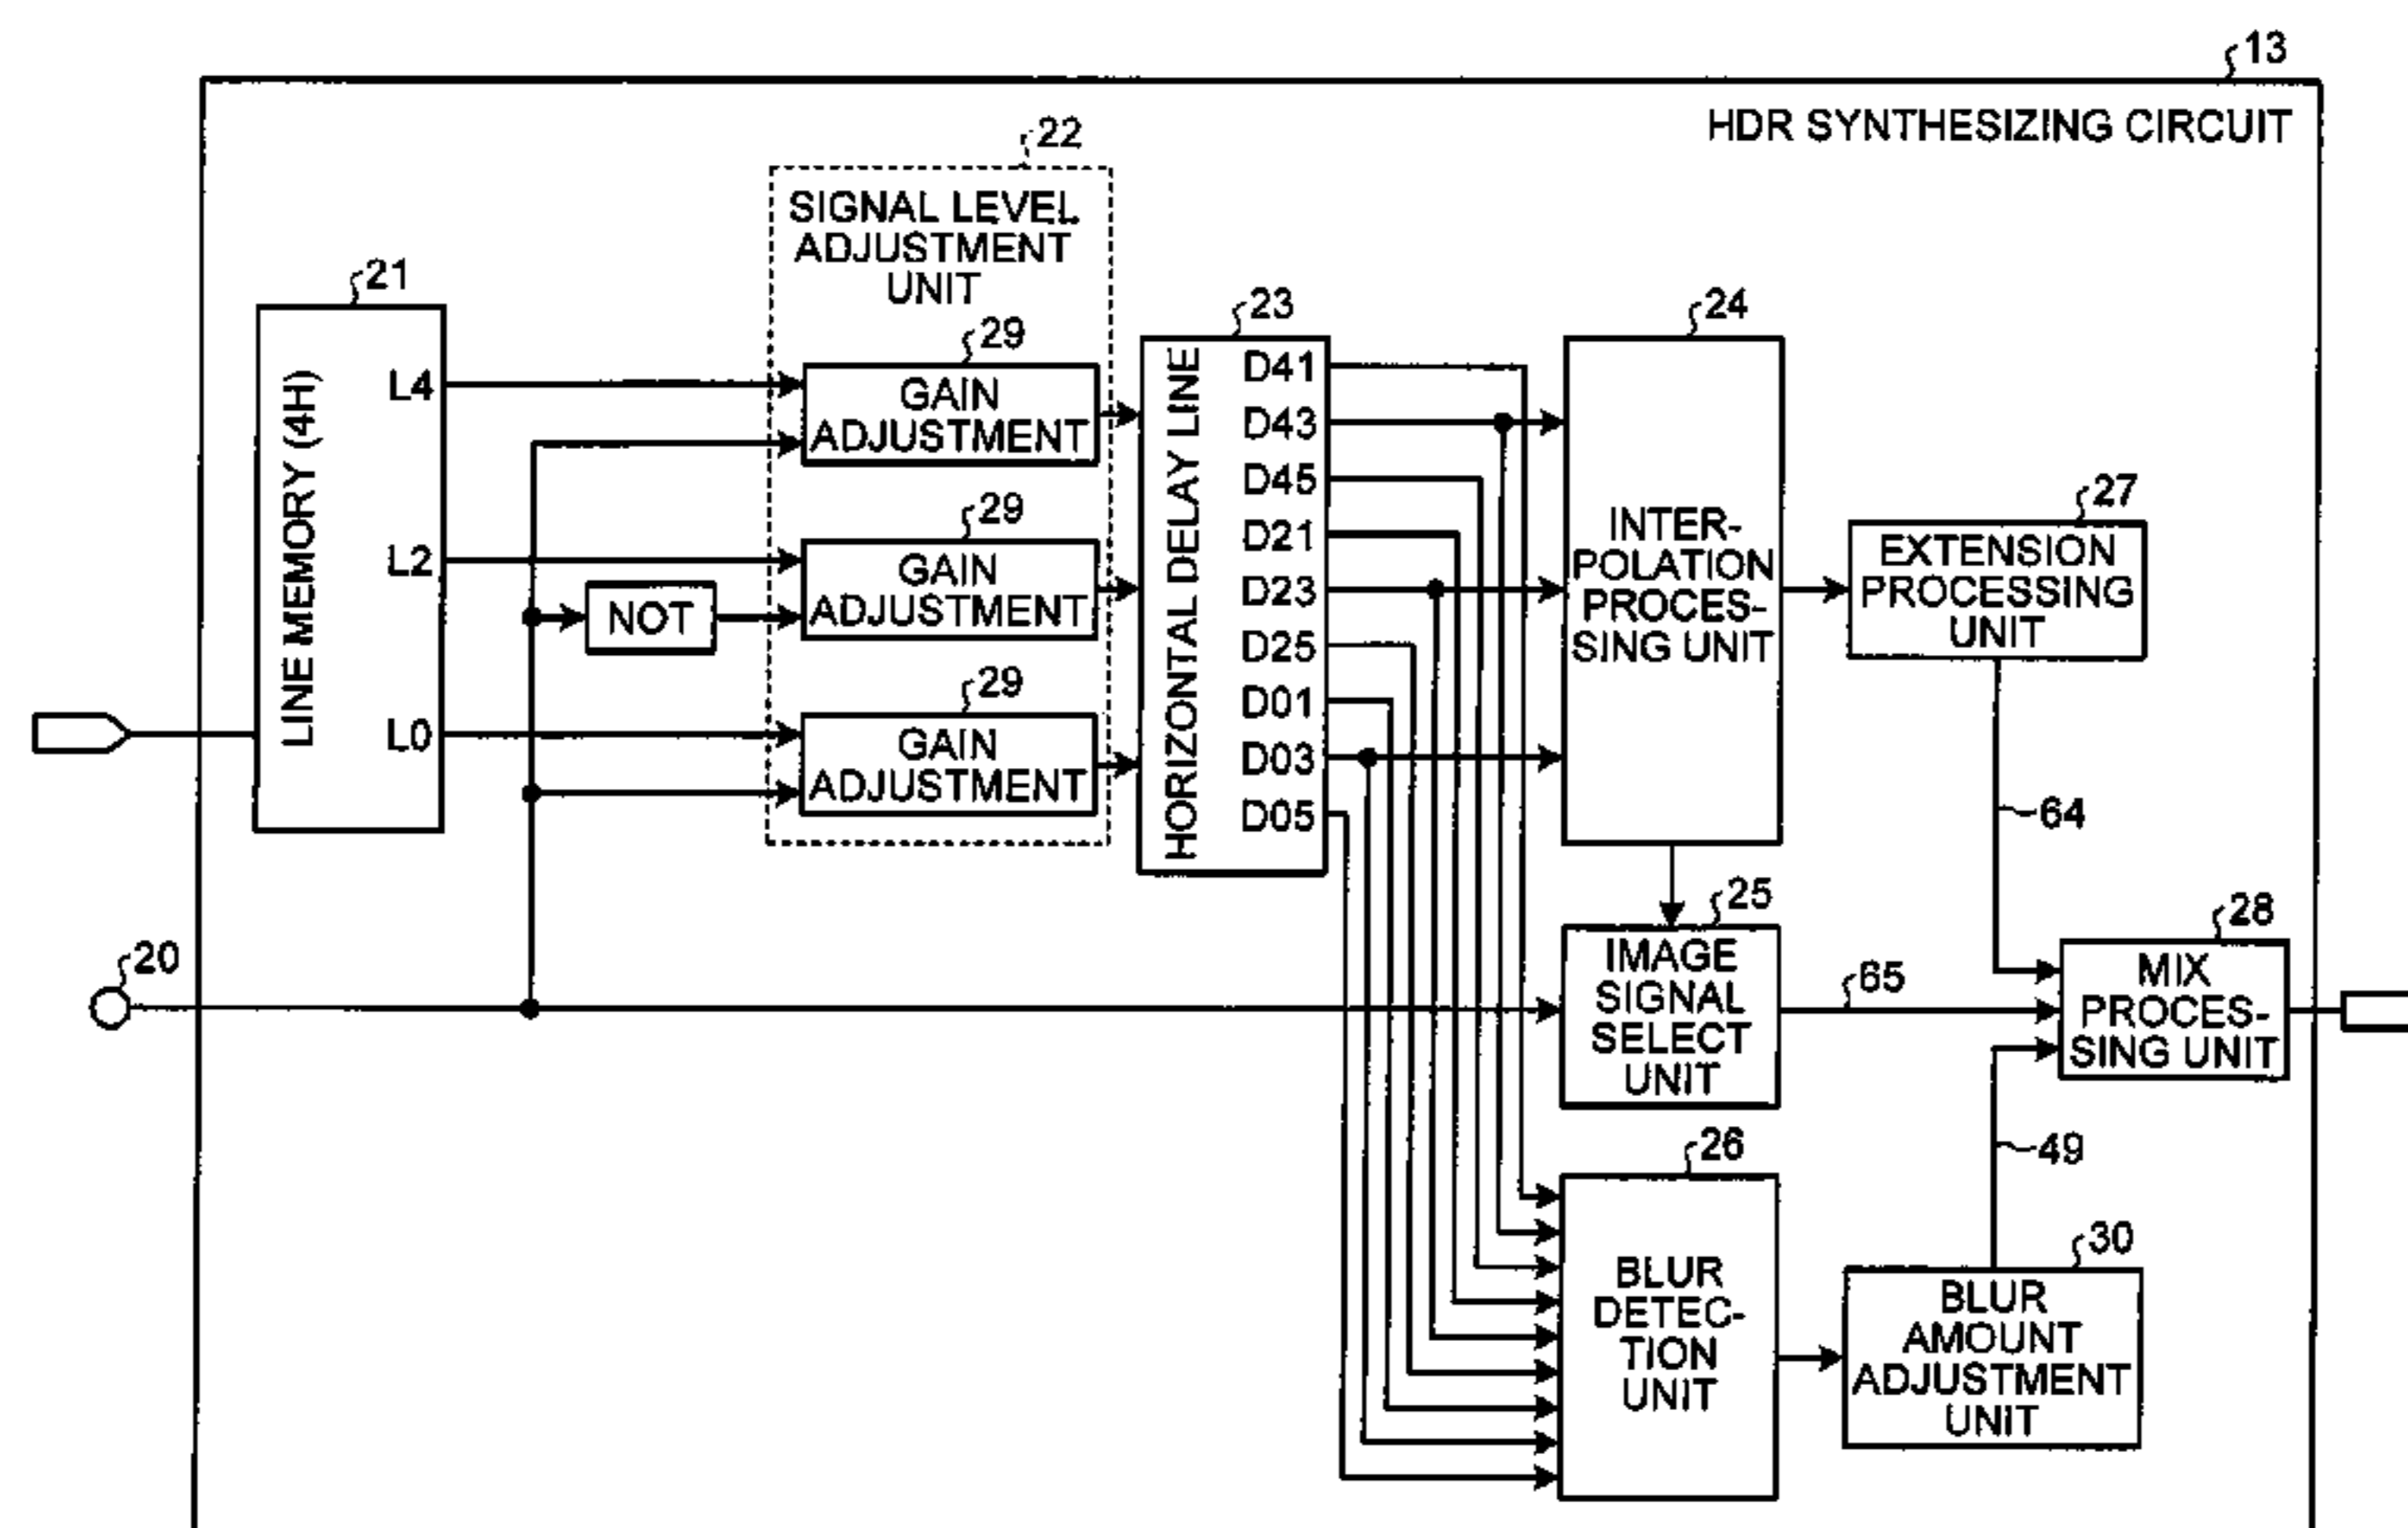 13
HDR SYNTHESIZING CIRCUIT
22
SIGNAL LEVEL
ADJUSTMENT
UNIT
21
LINE MEMORY (4H)
L4
L2
L0
29
GAIN
ADJUSTMENT
29
GAIN
ADJUSTMENT
NOT
29
GAIN
ADJUSTMENT
23
HORIZONTAL DELAY LINE
D41
D43
D45
D21
D23
D25
D01
D03
D05
24
INTER-
POLATION
PROCES-
SING UNIT
27
EXTENSION
PROCESSING
UNIT
64
20
25
IMAGE
SIGNAL
SELECT
UNIT
65
28
MIX
PROCES-
SING UNIT
49
26
BLUR
DETEC-
TION
UNIT
30
BLUR
AMOUNT
ADJUSTMENT
UNIT